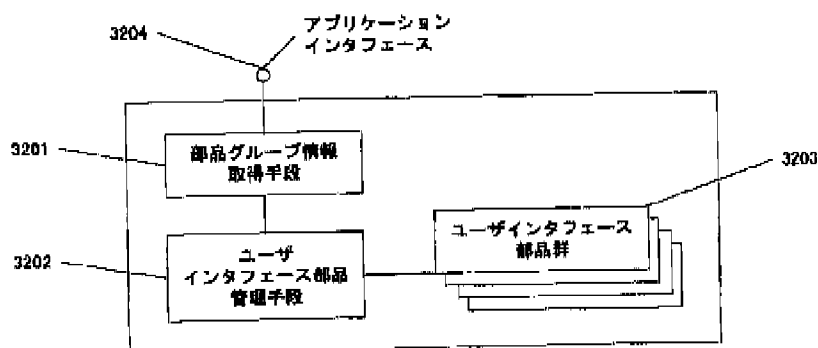 3204
アプリケーション
インタフェース
3201
部品グループ情報
取得手段
3203
ユーザインタフェース
部品群
3202
ユーザ
インタフェース部品
管理手段